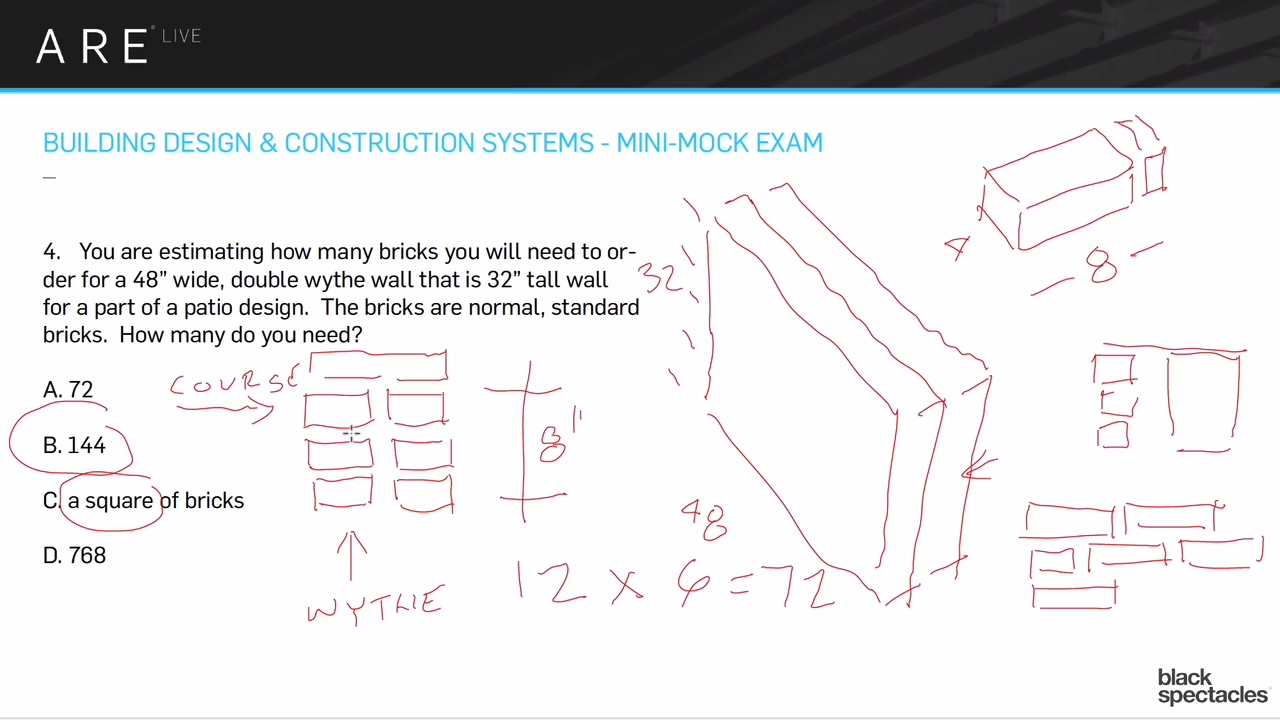 ARE LIVE
BUILDING DESIGN & CONSTRUCTION SYSTEMS - MINI-MOCK EXAM
4. You are estimating how many bricks you will need to or-
der for a 48” wide, double wythe wall that is 32” tall wall
for a part of a patio design. The bricks are normal, standard
bricks. How many do you need?
A. 72
B. 144
C. a square of bricks
D. 768
COURSE
WYTHE
8"
32
48
12 x 6 = 72
4
8
black
spectacles